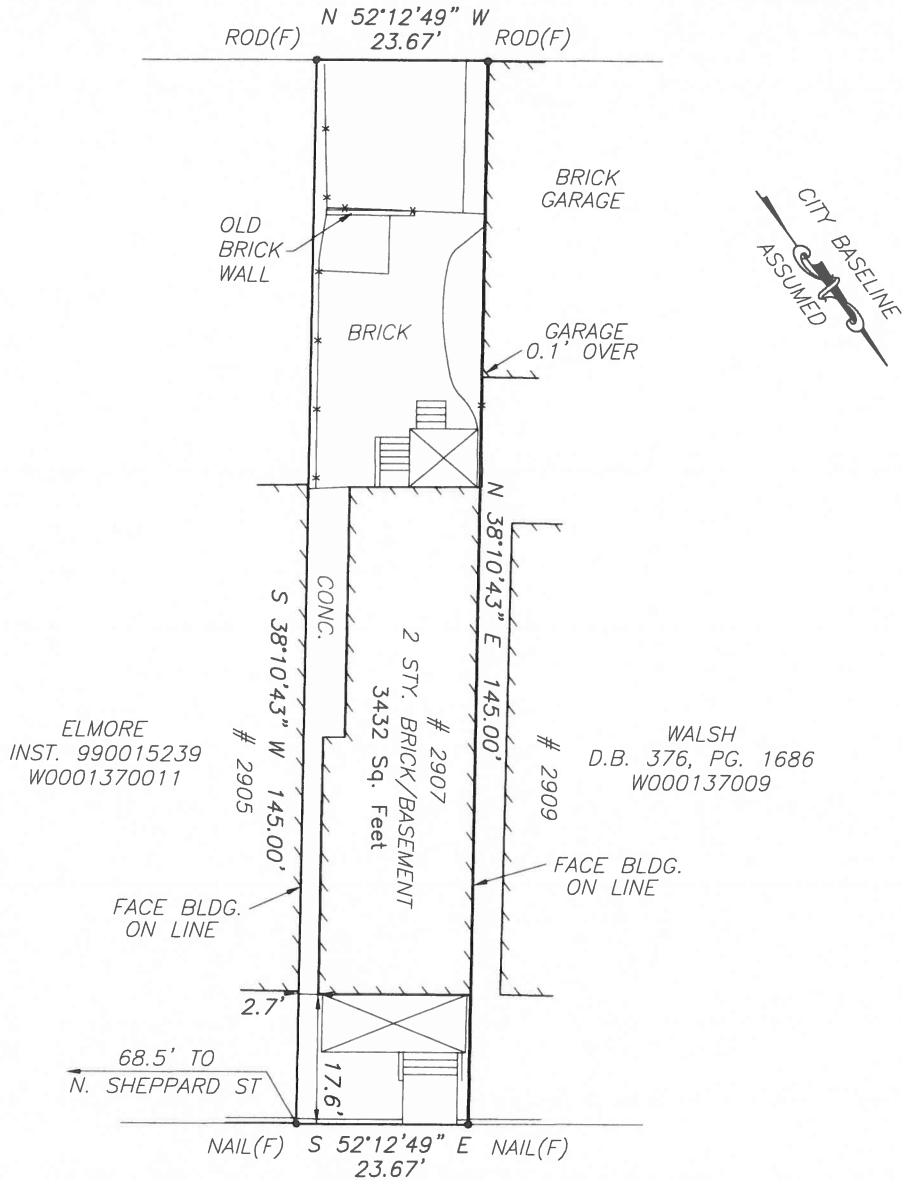 N 52°12'49" W
23.67'
ROD(F)
ROD(F)
BRICK
GARAGE
CITY BASELINE
ASSUMED
OLD
BRICK
WALL
BRICK
GARAGE
0.1' OVER
N 38°10'43" E 145.00'
CONC.
S 38°10'43" W 145.00'
# 2907
2 STY. BRICK/BASEMENT
3432 Sq. Feet
ELMORE
INST. 990015239
W0001370011
# 2905
# 2909
WALSH
D.B. 376, PG. 1686
W000137009
FACE BLDG.
ON LINE
FACE BLDG.
ON LINE
2.7'
17.6'
68.5' TO
N. SHEPPARD ST
NAIL(F)
S 52°12'49" E
23.67'
NAIL(F)